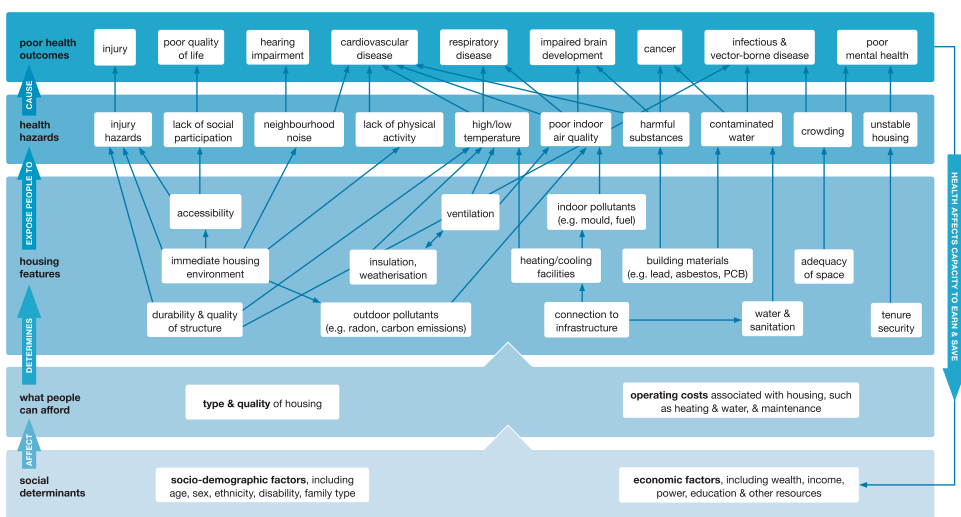 poor health
outcomes
injury
poor quality
of life
hearing
impairment
cardiovascular
disease
respiratory
disease
impaired brain
development
cancer
infectious &
vector-borne disease
poor
mental health
CAUSE
health
hazards
injury
hazards
lack of social
participation
neighbourhood
noise
lack of physical
activity
high/low
temperature
poor indoor
air quality
harmful
substances
contaminated
water
crowding
unstable
housing
EXPOSE PEOPLE TO
housing
features
accessibility
ventilation
indoor pollutants
(e.g. mould, fuel)
immediate housing
environment
insulation,
weatherisation
heating/cooling
facilities
building materials
(e.g. lead, asbestos, PCB)
adequacy
of space
durability & quality
of structure
outdoor pollutants
(e.g. radon, carbon emissions)
connection to
infrastructure
water &
sanitation
tenure
security
DETERMINES
what people
can afford
type & quality of housing
operating costs associated with housing, such
as heating & water, & maintenance
AFFECT
social
determinants
socio-demographic factors, including
age, sex, ethnicity, disability, family type
economic factors, including wealth, income,
power, education & other resources
HEALTH AFFECTS CAPACITY TO EARN & SAVE